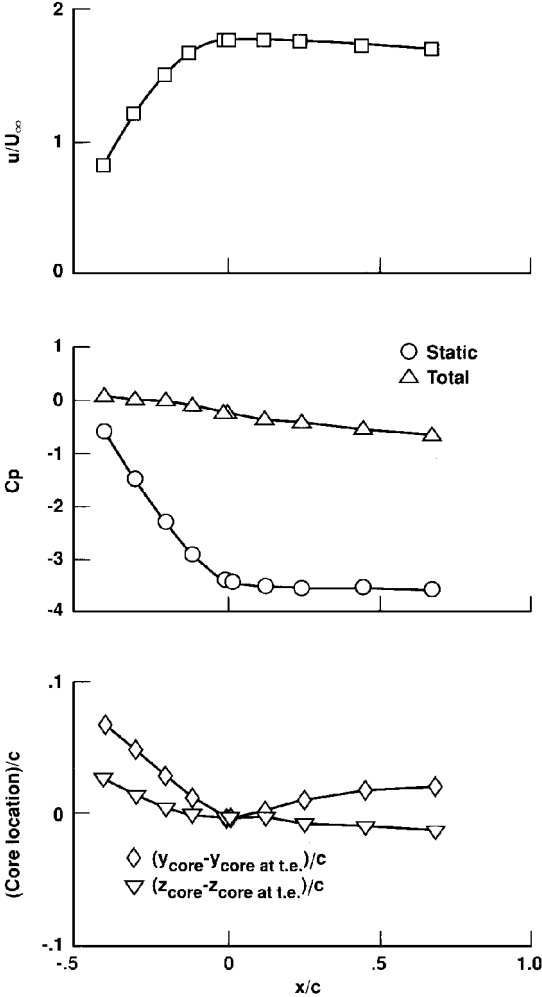 2
1
0
u/U∞
1
0
-1
-2
-3
-4
Cp
Static
Total
.1
0
-.1
(Core location)/c
(ycore-ycore at t.e.)/c
(zcore-zcore at t.e.)/c
-.5 0 .5 1.0
x/c